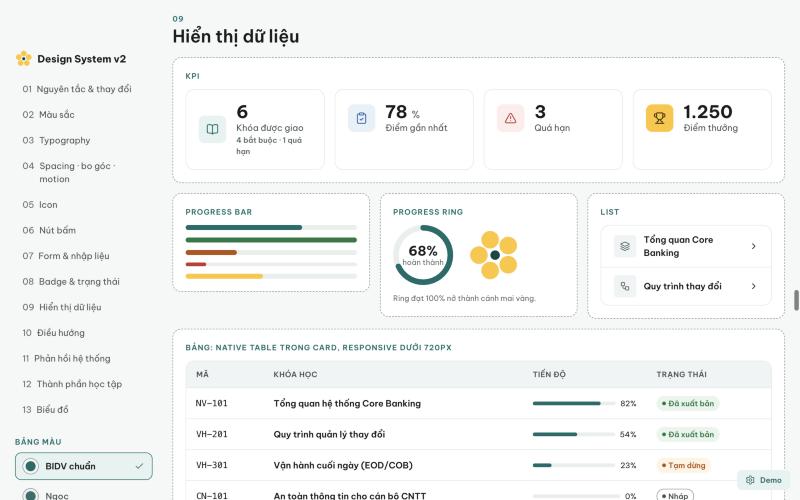 Design System v2
01 Nguyên tắc & thay đổi
02 Màu sắc
03 Typography
04 Spacing · bo góc ·
motion
05 Icon
06 Nút bấm
07 Form & nhập liệu
08 Badge & trạng thái
09 Hiển thị dữ liệu
10 Điều hướng
11 Phản hồi hệ thống
12 Thành phần học tập
13 Biểu đồ
BẢNG MÀU
BIDV chuẩn
Ngọc
09
Hiển thị dữ liệu
KPI
6
Khóa được giao
4 bắt buộc · 1 quá
hạn
78 %
Điểm gần nhất
3
Quá hạn
1.250
Điểm thưởng
PROGRESS BAR
PROGRESS RING
68%
hoàn thành
Ring đạt 100% nở thành cánh mai vàng.
LIST
Tổng quan Core
Banking
Quy trình thay đổi
BẢNG: NATIVE TABLE TRONG CARD, RESPONSIVE DƯỚI 720PX
MÃ KHÓA HỌC TIẾN ĐỘ TRẠNG THÁI
NV-101 Tổng quan hệ thống Core Banking 82% Đã xuất bản
VH-201 Quy trình quản lý thay đổi 54% Đã xuất bản
VH-301 Vận hành cuối ngày (EOD/COB) 23% Tạm dừng
CN-101 An toàn thông tin cho cán bộ CNTT 0% Nháp
Demo